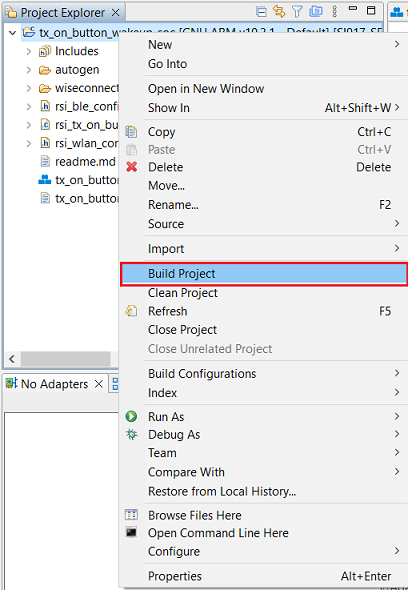 Project Explorer
tx_on_button_wakeup_soc [GNU ARM v10.2.1 - Default] [SI917-SB
Includes
autogen
wiseconnect
rsi_ble_config
rsi_tx_on_bu
rsi_wlan_con
readme.md
tx_on_button
tx_on_button
No Adapters
New
Go Into
Open in New Window
Show In Alt+Shift+W
Copy Ctrl+C
Paste Ctrl+V
Delete Delete
Move...
Rename... F2
Source
Import
Build Project
Clean Project
Refresh F5
Close Project
Close Unrelated Project
Build Configurations
Index
Run As
Debug As
Team
Compare With
Restore from Local History...
Browse Files Here
Open Command Line Here
Configure
Properties Alt+Enter